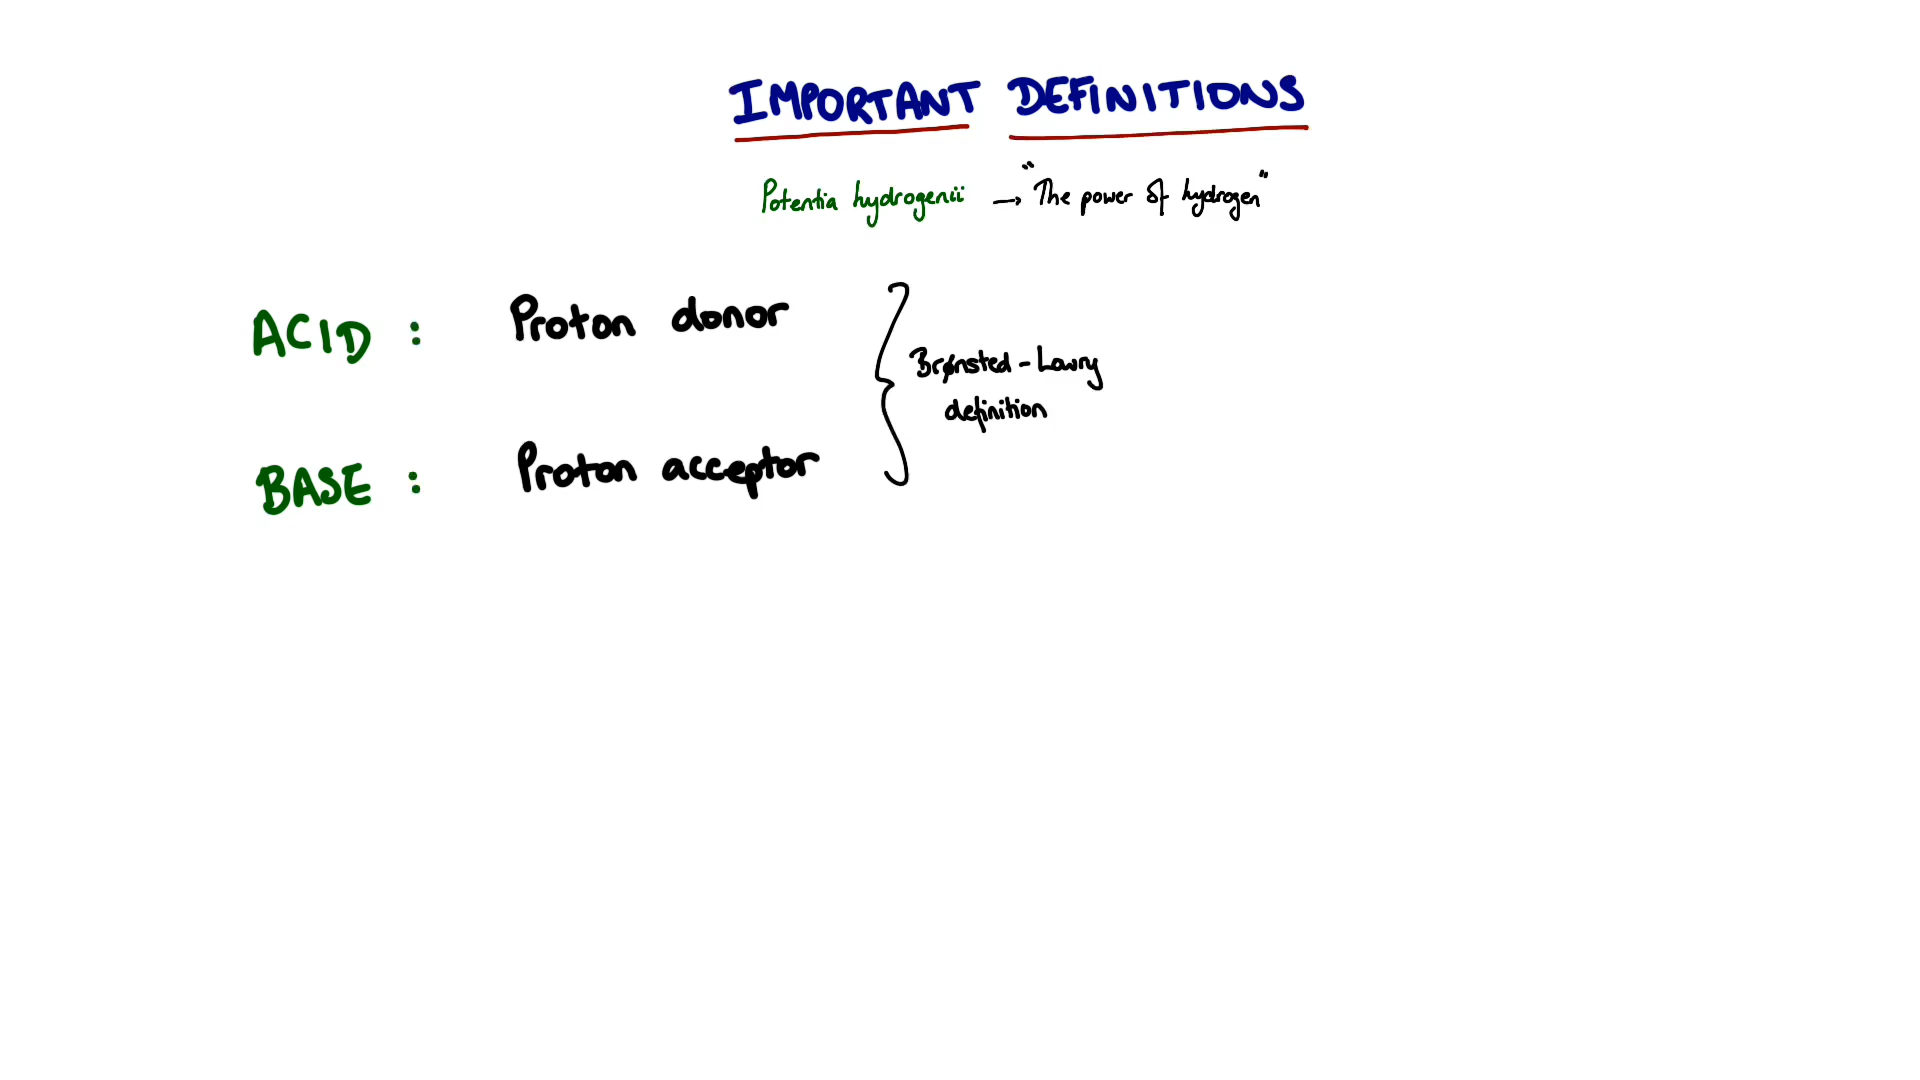 IMPORTANT DEFINITIONS
Potentia hydrogenii → "The power of hydrogen"
ACID : Proton donor
Brønsted - Lowry
definition
BASE : Proton acceptor